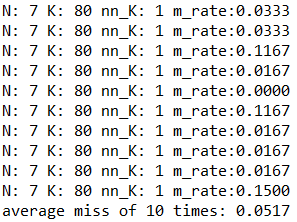 N: 7 K: 80 nn_K: 1 m_rate:0.0333
N: 7 K: 80 nn_K: 1 m_rate:0.0333
N: 7 K: 80 nn_K: 1 m_rate:0.1167
N: 7 K: 80 nn_K: 1 m_rate:0.0167
N: 7 K: 80 nn_K: 1 m_rate:0.0000
N: 7 K: 80 nn_K: 1 m_rate:0.1167
N: 7 K: 80 nn_K: 1 m_rate:0.0167
N: 7 K: 80 nn_K: 1 m_rate:0.0167
N: 7 K: 80 nn_K: 1 m_rate:0.0167
N: 7 K: 80 nn_K: 1 m_rate:0.1500
average miss of 10 times: 0.0517